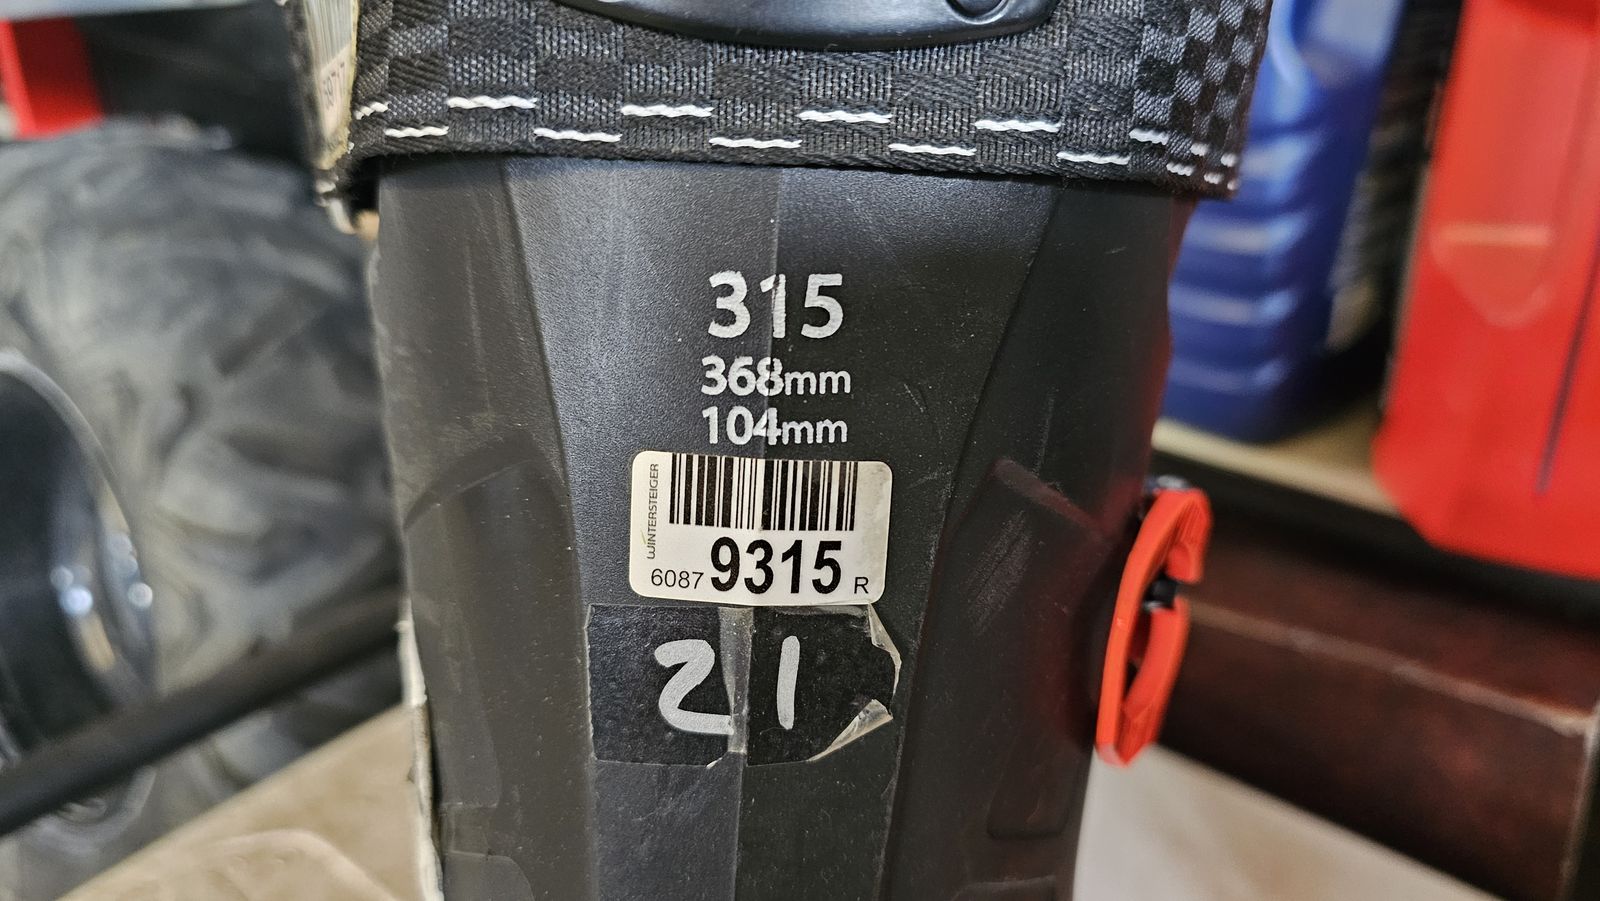 315
368mm
104mm
WINTERSTEIGER
6087 9315 R
21